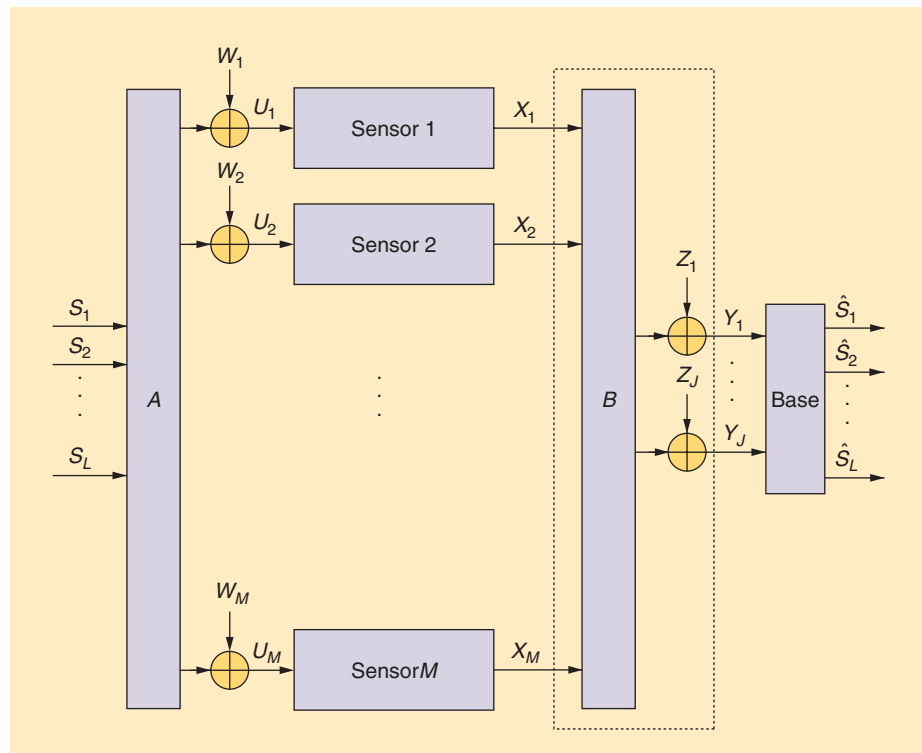 W1
U1
Sensor 1
X1
W2
U2
Sensor 2
X2
S1
S2
.
.
.
SL
A
.
.
.
B
Z1
Y1
.
.
.
ZJ
YJ
Base
Ŝ1
Ŝ2
.
.
.
ŜL
WM
UM
SensorM
XM